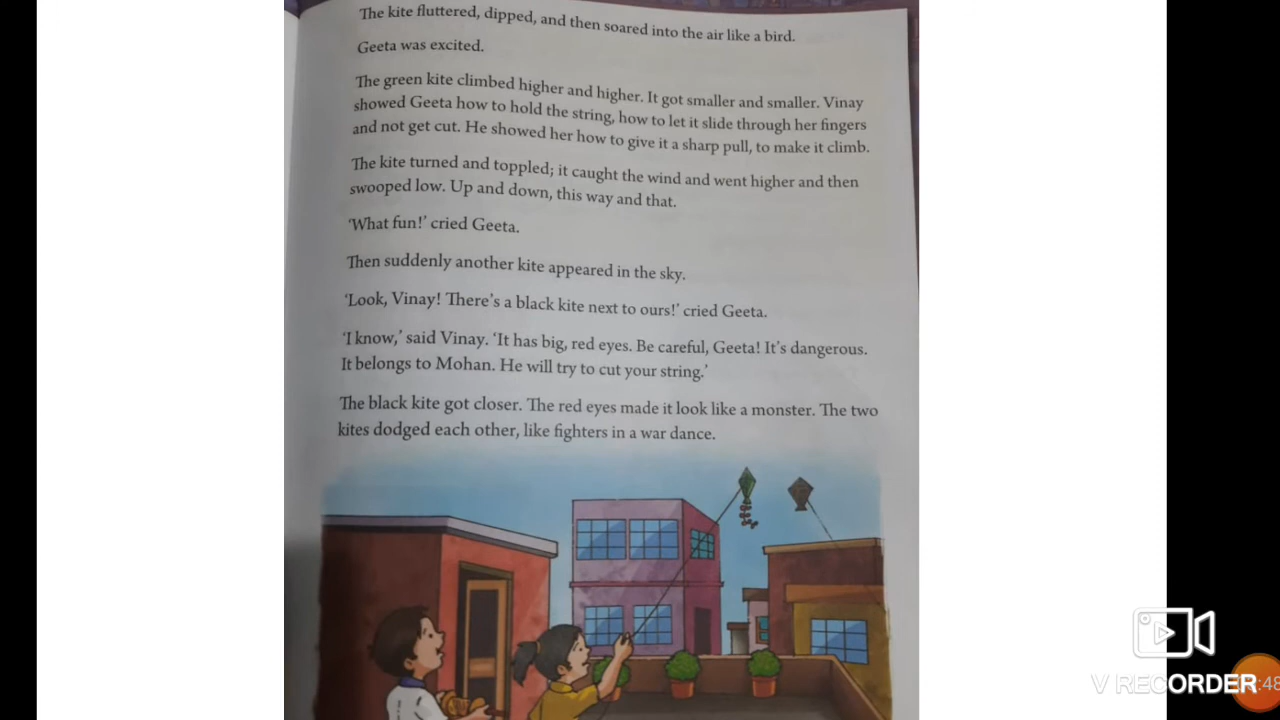 The kite fluttered, dipped, and then soared into the air like a bird.
Geeta was excited.
The green kite climbed higher and higher. It got smaller and smaller. Vinay
showed Geeta how to hold the string, how to let it slide through her fingers
and not get cut. He showed her how to give it a sharp pull, to make it climb.
The kite turned and toppled; it caught the wind and went higher and then
swooped low. Up and down, this way and that.
‘What fun!’ cried Geeta.
Then suddenly another kite appeared in the sky.
‘Look, Vinay! There’s a black kite next to ours!’ cried Geeta.
‘I know,’ said Vinay. ‘It has big, red eyes. Be careful, Geeta! It’s dangerous.
It belongs to Mohan. He will try to cut your string.’
The black kite got closer. The red eyes made it look like a monster. The two
kites dodged each other, like fighters in a war dance.
V RECORDER
:48